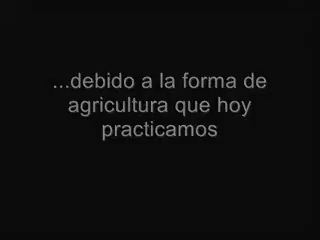 ...debido a la forma de
agricultura que hoy
practicamos